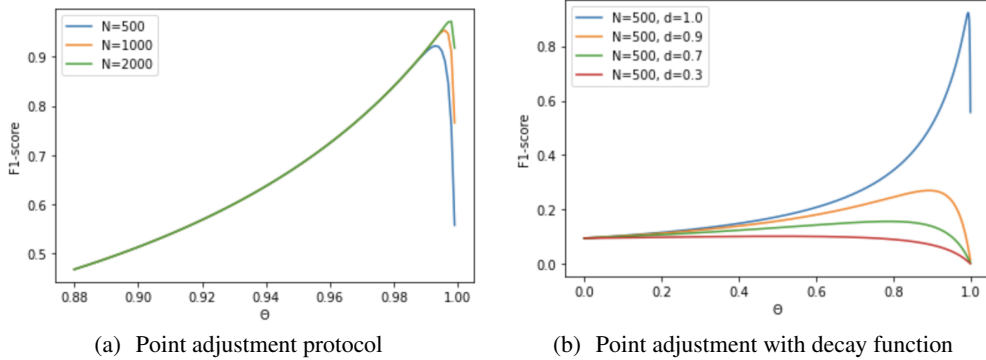 N=500
N=1000
N=2000
F1-score
0.9
0.8
0.7
0.6
0.5
0.88
0.90
0.92
0.94
0.96
0.98
1.00
Θ
(a) Point adjustment protocol
N=500, d=1.0
N=500, d=0.9
N=500, d=0.7
N=500, d=0.3
F1-score
0.8
0.6
0.4
0.2
0.0
0.0
0.2
0.4
0.6
0.8
1.0
Θ
(b) Point adjustment with decay function